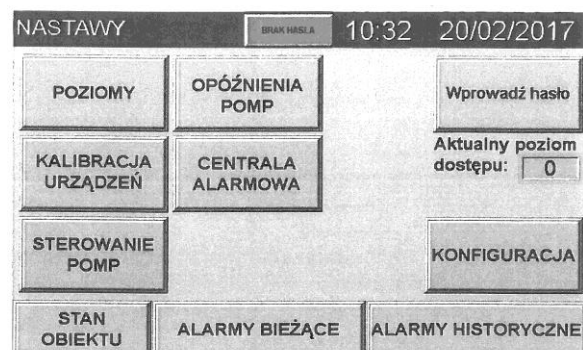 NASTAWY BRAK HASŁA 10:32 20/02/2017
POZIOMY
OPÓŹNIENIA
POMP
Wprowadź hasło
KALIBRACJA
URZĄDZEŃ
CENTRALA
ALARMOWA
Aktualny poziom
dostępu: 0
STEROWANIE
POMP
KONFIGURACJA
STAN
OBIEKTU
ALARMY BIEŻĄCE
ALARMY HISTORYCZNE